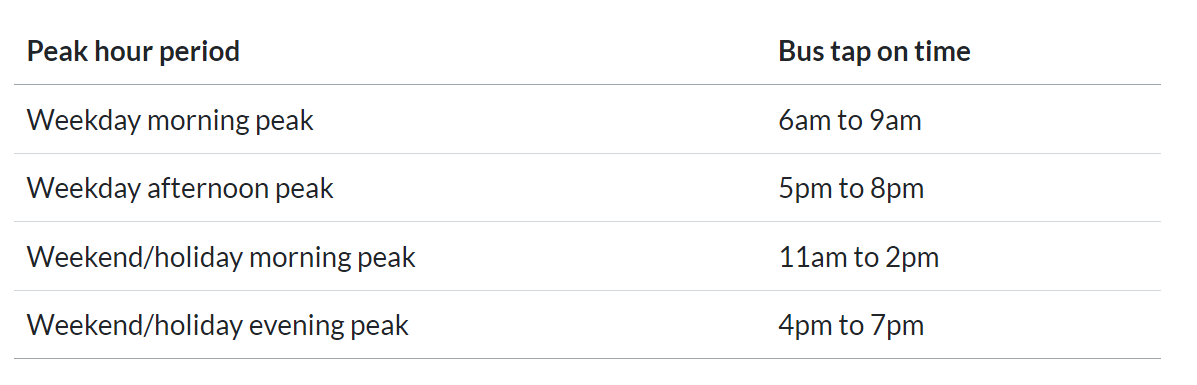 Peak hour period Bus tap on time
Weekday morning peak 6am to 9am
Weekday afternoon peak 5pm to 8pm
Weekend/holiday morning peak 11am to 2pm
Weekend/holiday evening peak 4pm to 7pm